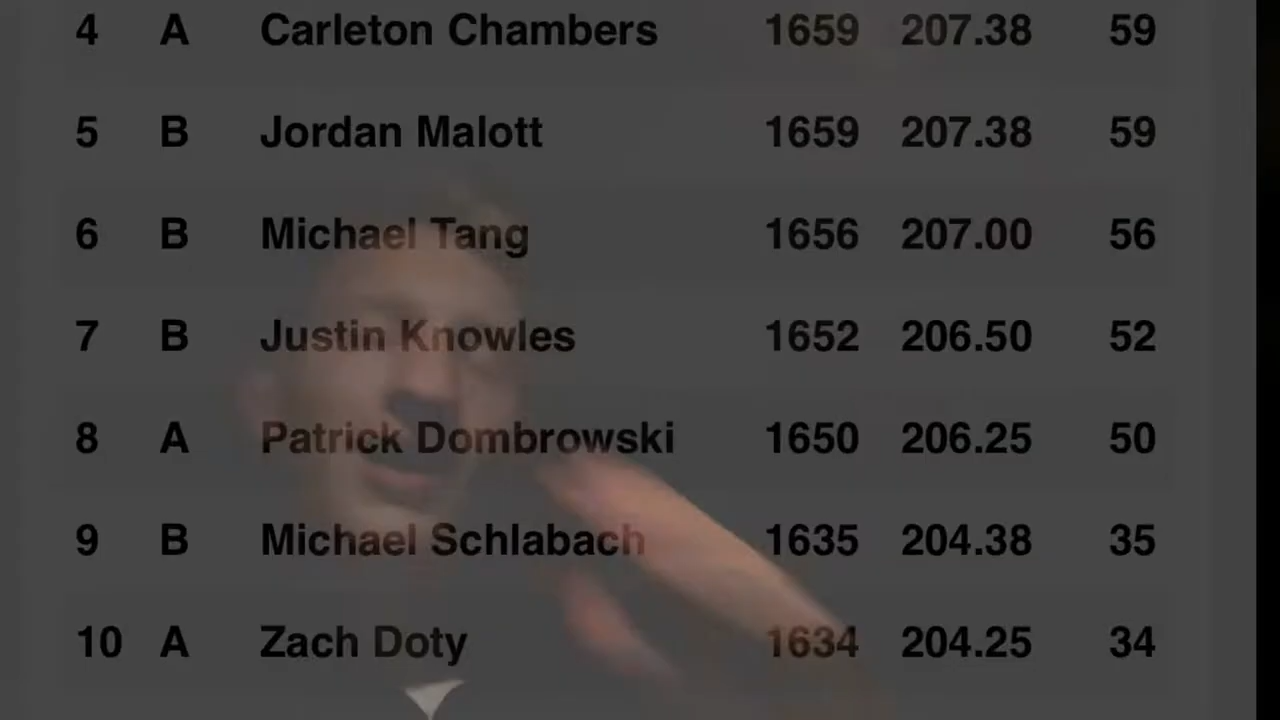 4 A Carleton Chambers 1659 207.38 59
5 B Jordan Malott 1659 207.38 59
6 B Michael Tang 1656 207.00 56
7 B Justin Knowles 1652 206.50 52
8 A Patrick Dombrowski 1650 206.25 50
9 B Michael Schlabach 1635 204.38 35
10 A Zach Doty 1634 204.25 34